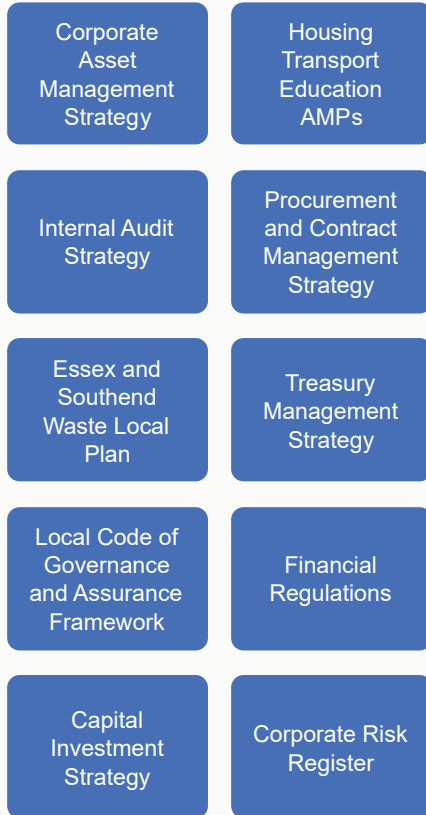 Corporate
Asset
Management
Strategy
Housing
Transport
Education
AMPs
Internal Audit
Strategy
Procurement
and Contract
Management
Strategy
Essex and
Southend
Waste Local
Plan
Treasury
Management
Strategy
Local Code of
Governance
and Assurance
Framework
Financial
Regulations
Capital
Investment
Strategy
Corporate Risk
Register